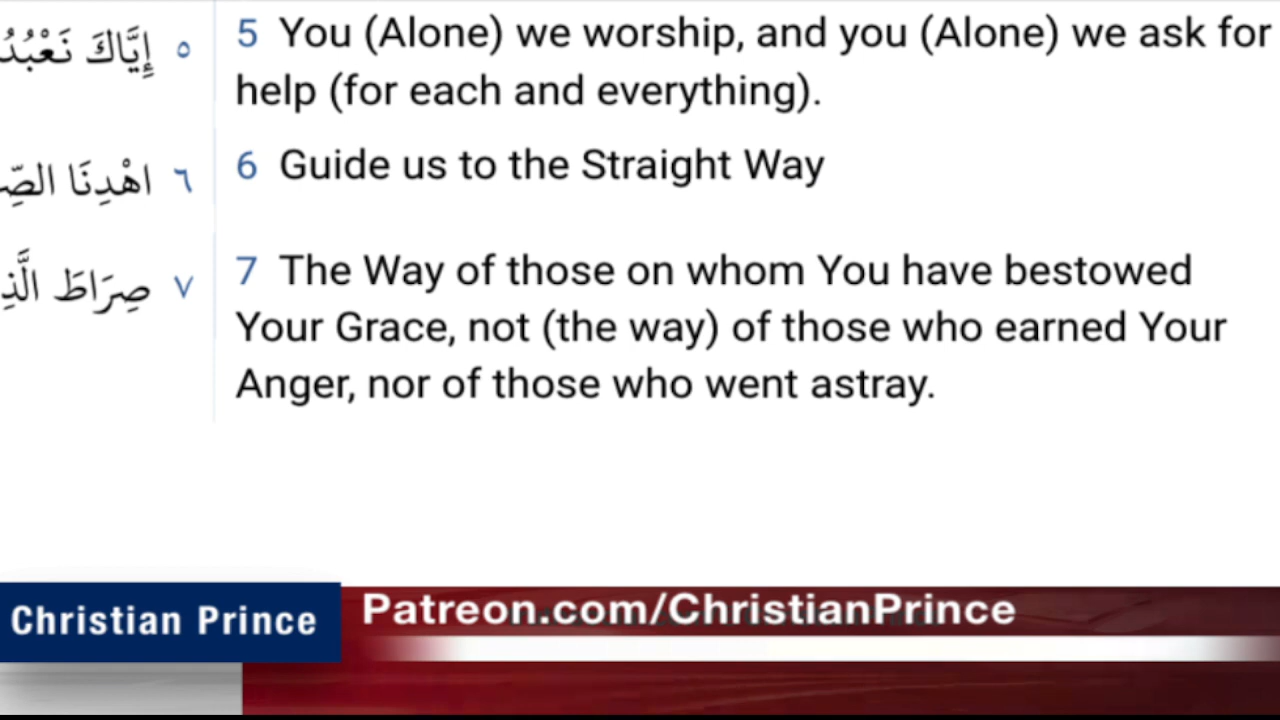 5 You (Alone) we worship, and you (Alone) we ask for
help (for each and everything).
٥ إِيَّاكَ نَعْبُدُ
6 Guide us to the Straight Way
٦ اهْدِنَا
7 The Way of those on whom You have bestowed
Your Grace, not (the way) of those who earned Your
Anger, nor of those who went astray.
٧ صِرَاطَ
Christian Prince
Patreon.com/ChristianPrince